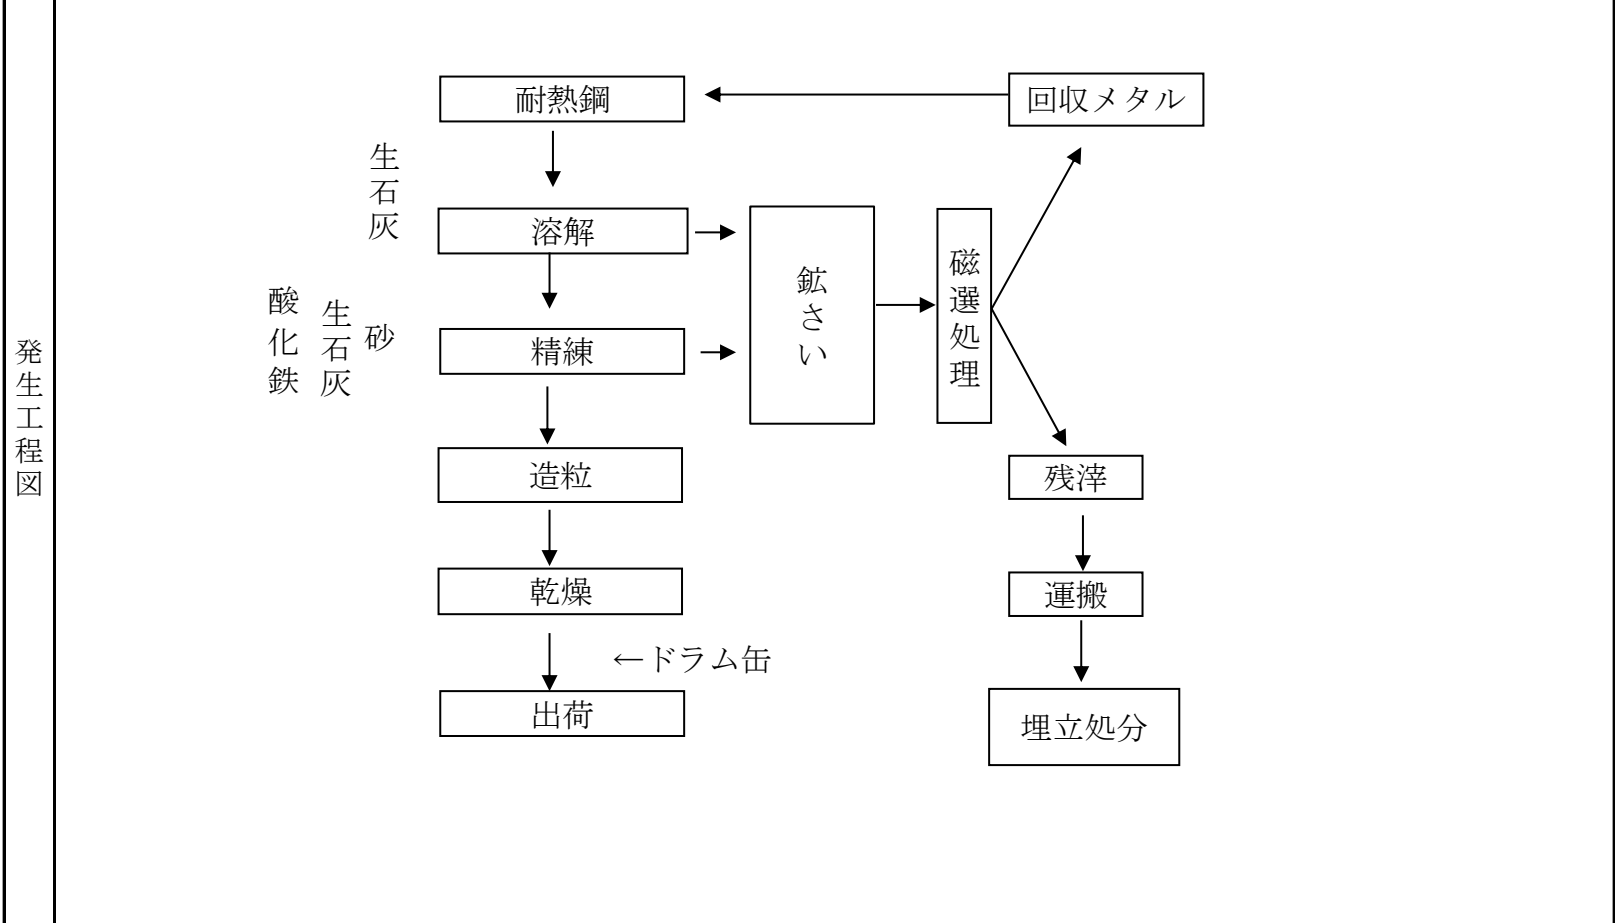 発生工程図
耐熱鋼
回収メタル
生石灰
溶解
鉱さい
磁選処理
酸化鉄
生石灰
砂
精練
造粒
残滓
乾燥
運搬
←ドラム缶
出荷
埋立処分